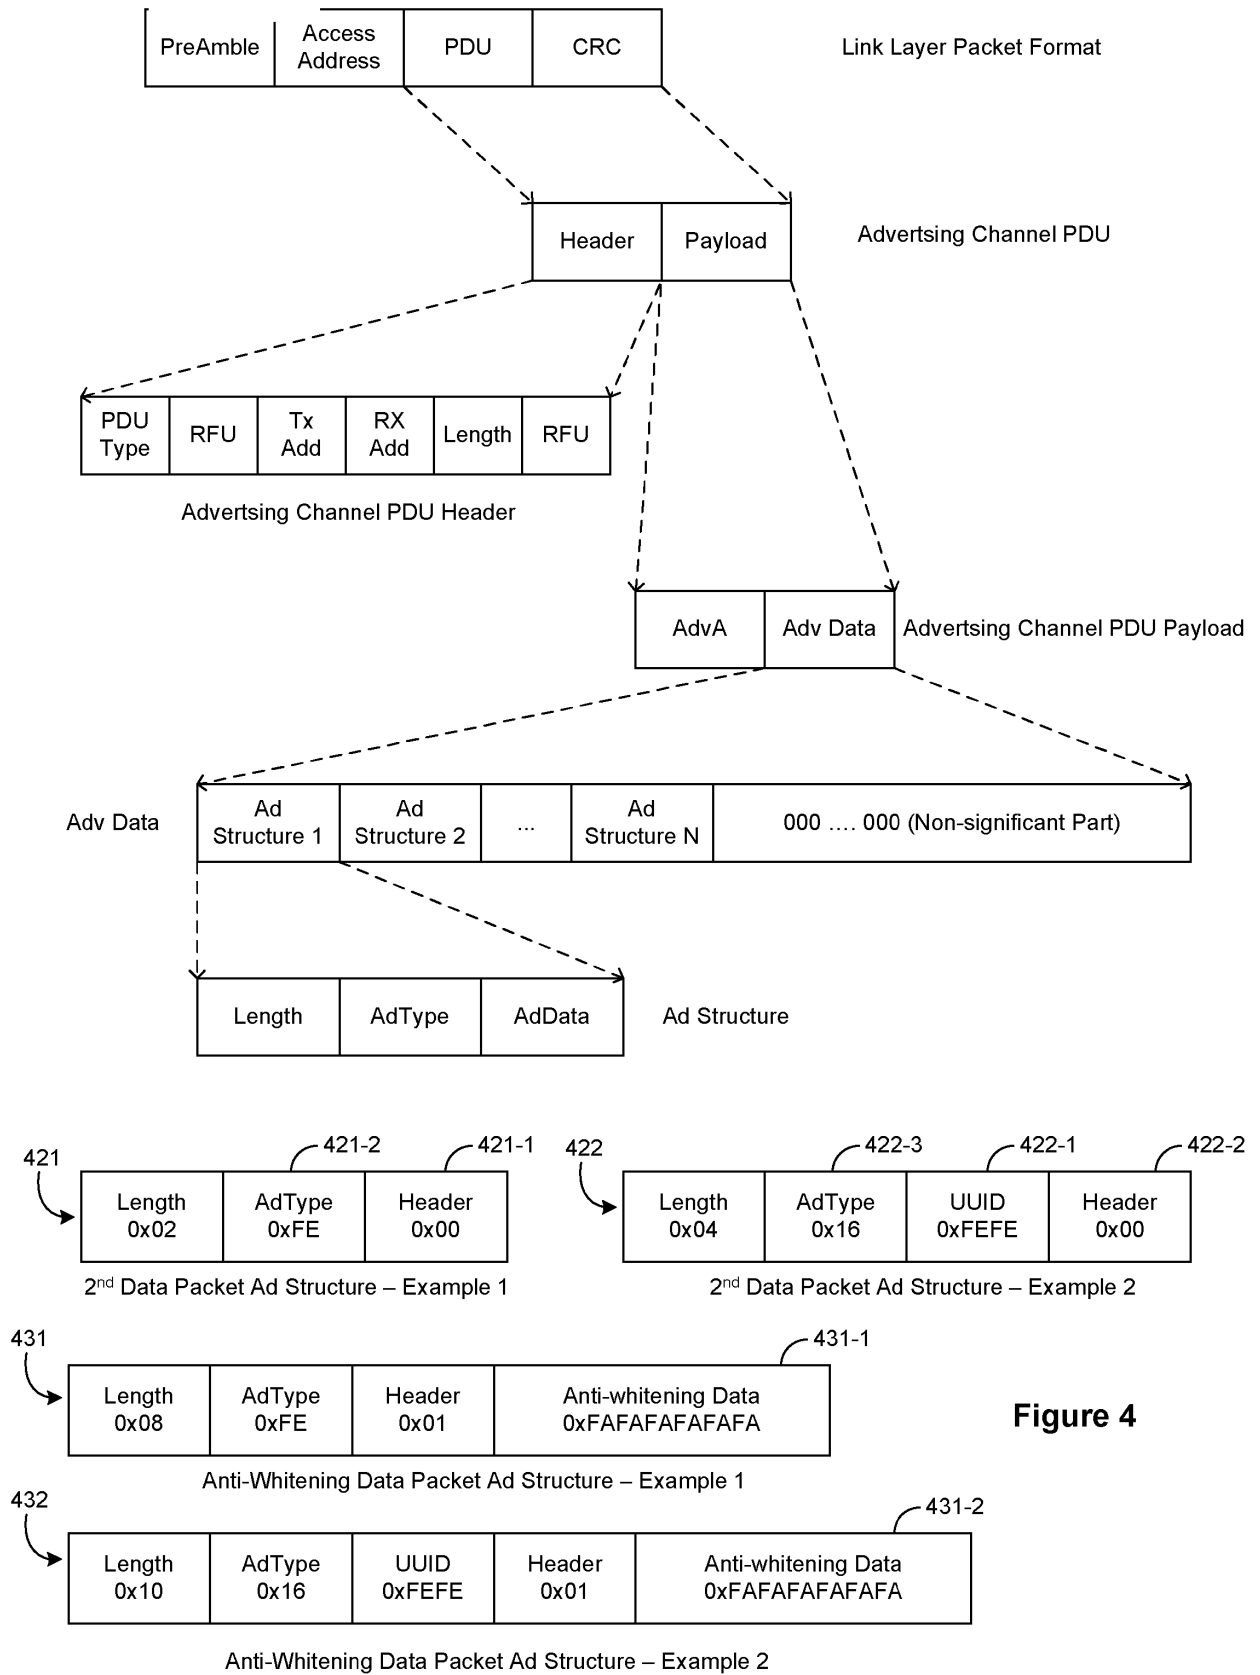 PreAmble
Access
Address
PDU
CRC
Link Layer Packet Format
Header
Payload
Advertsing Channel PDU
PDU
Type
RFU
Tx
Add
RX
Add
Length
RFU
Advertsing Channel PDU Header
AdvA
Adv Data
Advertsing Channel PDU Payload
Adv Data
Ad
Structure 1
Ad
Structure 2
...
Ad
Structure N
000 .... 000 (Non-significant Part)
Length
AdType
AdData
Ad Structure
421
421-2
421-1
Length
0x02
AdType
0xFE
Header
0x00
2nd Data Packet Ad Structure – Example 1
422
422-3
422-1
422-2
Length
0x04
AdType
0x16
UUID
0xFEFE
Header
0x00
2nd Data Packet Ad Structure – Example 2
431
431-1
Length
0x08
AdType
0xFE
Header
0x01
Anti-whitening Data
0xFAFAFAFAFAFA
Anti-Whitening Data Packet Ad Structure – Example 1
Figure 4
432
431-2
Length
0x10
AdType
0x16
UUID
0xFEFE
Header
0x01
Anti-whitening Data
0xFAFAFAFAFAFA
Anti-Whitening Data Packet Ad Structure – Example 2